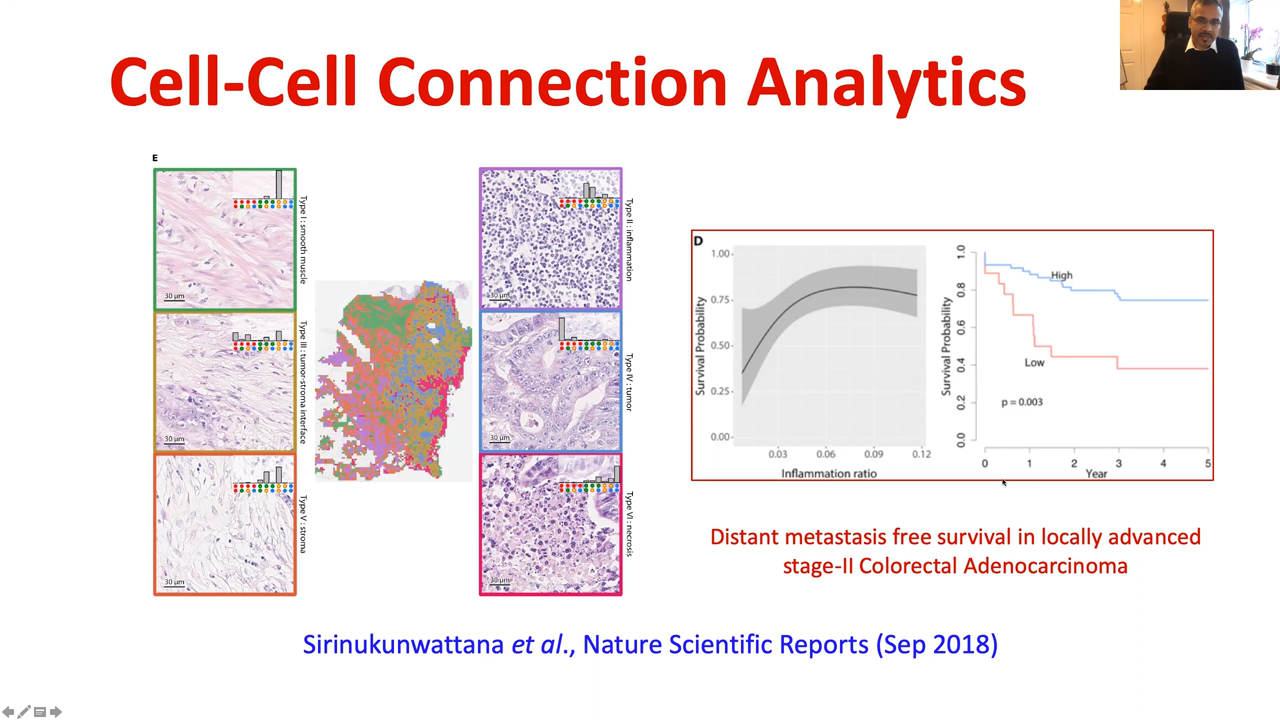 Cell-Cell Connection Analytics
E
Type I : smooth muscle
30 µm
Type II : inflammation
30 µm
Type III : tumor-stroma interface
30 µm
Type IV : tumor
30 µm
Type V : stroma
30 µm
Type VI : necrosis
30 µm
D
Survival Probability
1.00
0.75
0.50
0.25
0.00
0.03 0.06 0.09 0.12
Inflammation ratio
Survival Probability
1.0
0.8
0.6
0.4
0.2
0.0
High
Low
p = 0.003
0 1 2 3 4 5
Year
Distant metastasis free survival in locally advanced
stage-II Colorectal Adenocarcinoma
Sirinukunwattana et al., Nature Scientific Reports (Sep 2018)